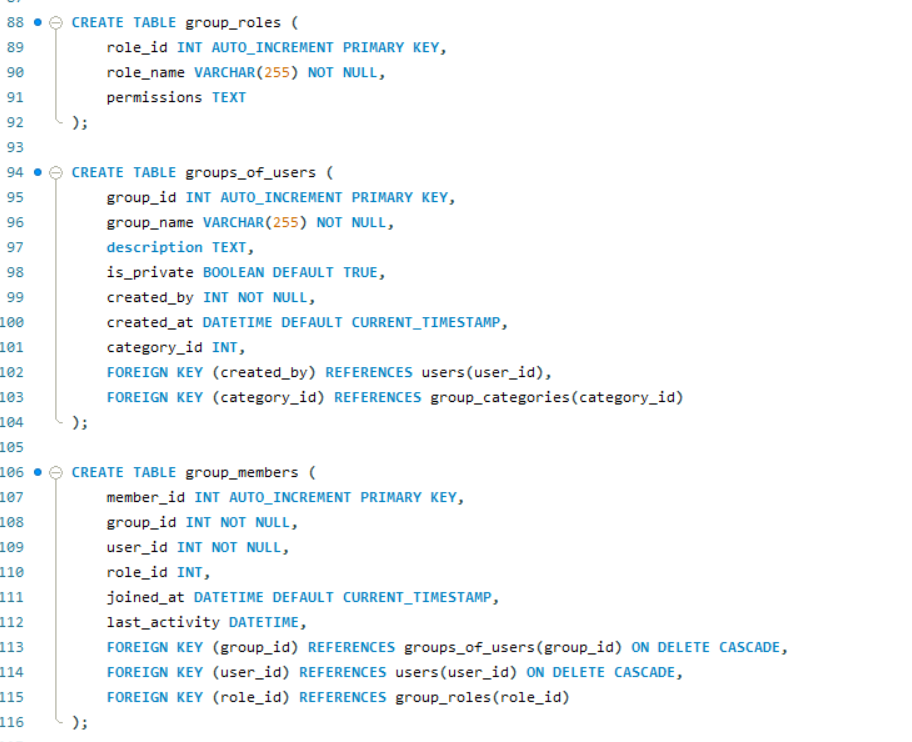 88 CREATE TABLE group_roles (
89 role_id INT AUTO_INCREMENT PRIMARY KEY,
90 role_name VARCHAR(255) NOT NULL,
91 permissions TEXT
92 );
93
94 CREATE TABLE groups_of_users (
95 group_id INT AUTO_INCREMENT PRIMARY KEY,
96 group_name VARCHAR(255) NOT NULL,
97 description TEXT,
98 is_private BOOLEAN DEFAULT TRUE,
99 created_by INT NOT NULL,
100 created_at DATETIME DEFAULT CURRENT_TIMESTAMP,
101 category_id INT,
102 FOREIGN KEY (created_by) REFERENCES users(user_id),
103 FOREIGN KEY (category_id) REFERENCES group_categories(category_id)
104 );
105
106 CREATE TABLE group_members (
107 member_id INT AUTO_INCREMENT PRIMARY KEY,
108 group_id INT NOT NULL,
109 user_id INT NOT NULL,
110 role_id INT,
111 joined_at DATETIME DEFAULT CURRENT_TIMESTAMP,
112 last_activity DATETIME,
113 FOREIGN KEY (group_id) REFERENCES groups_of_users(group_id) ON DELETE CASCADE,
114 FOREIGN KEY (user_id) REFERENCES users(user_id) ON DELETE CASCADE,
115 FOREIGN KEY (role_id) REFERENCES group_roles(role_id)
116 );